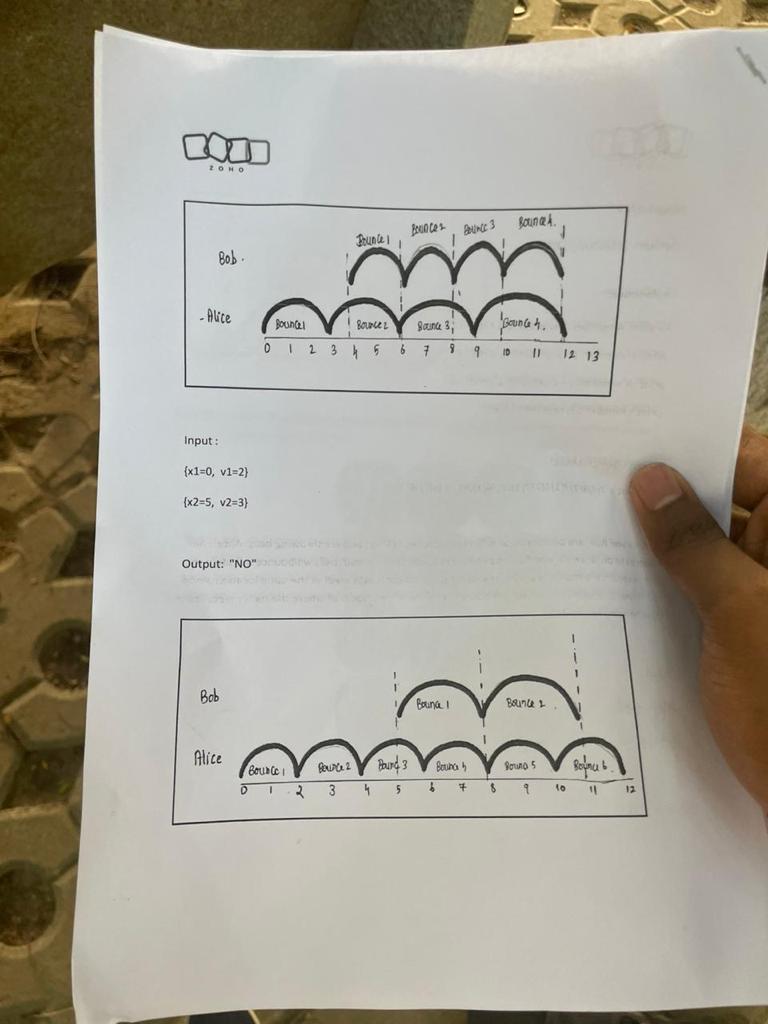 ZOHO
Bounce 1 Bounce 2 Bounce 3 Bounce 4.
Bob.
- Alice
Bounce 1 Bounce 2 Bounce 3 Bounce 4.
0 1 2 3 4 5 6 7 8 9 10 11 12 13
Input :
{x1=0, v1=2}
{x2=5, v2=3}
Output: "NO"
Bob
Bounce 1 Bounce 2
Alice
Bounce 1 Bounce 2 Bounc 3 Bouna 4 Bouna 5 Bounce 6.
0 1 2 3 4 5 6 7 8 9 10 11 12